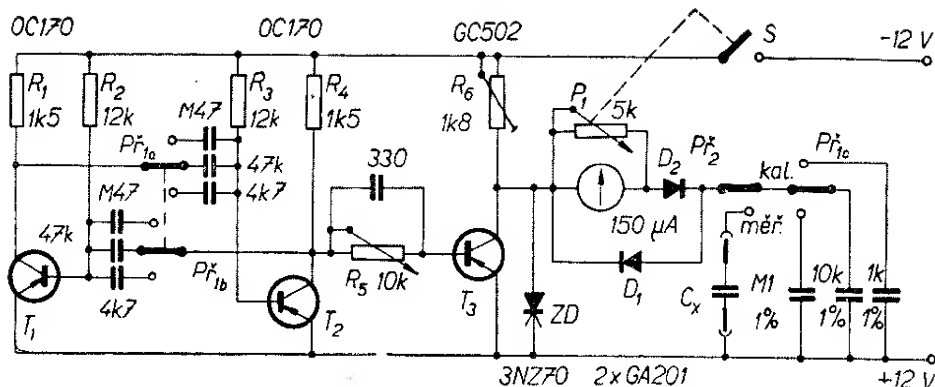 OC170 OC170 GC502
S
-12 V
R1 1k5
R2 12k
M47
R3 12k
R4 1k5
R6 1k8
P1 5k
Př1a
47k
4k7
330
D2
Př2
kal.
Př1c
M47
47k
4k7
Př1b
R5 10k
150 μA
měř.
D1
T1
T2
T3
ZD
Cx
M1 1%
10k 1%
1k 1%
3NZ70 2xGA201
+12 V